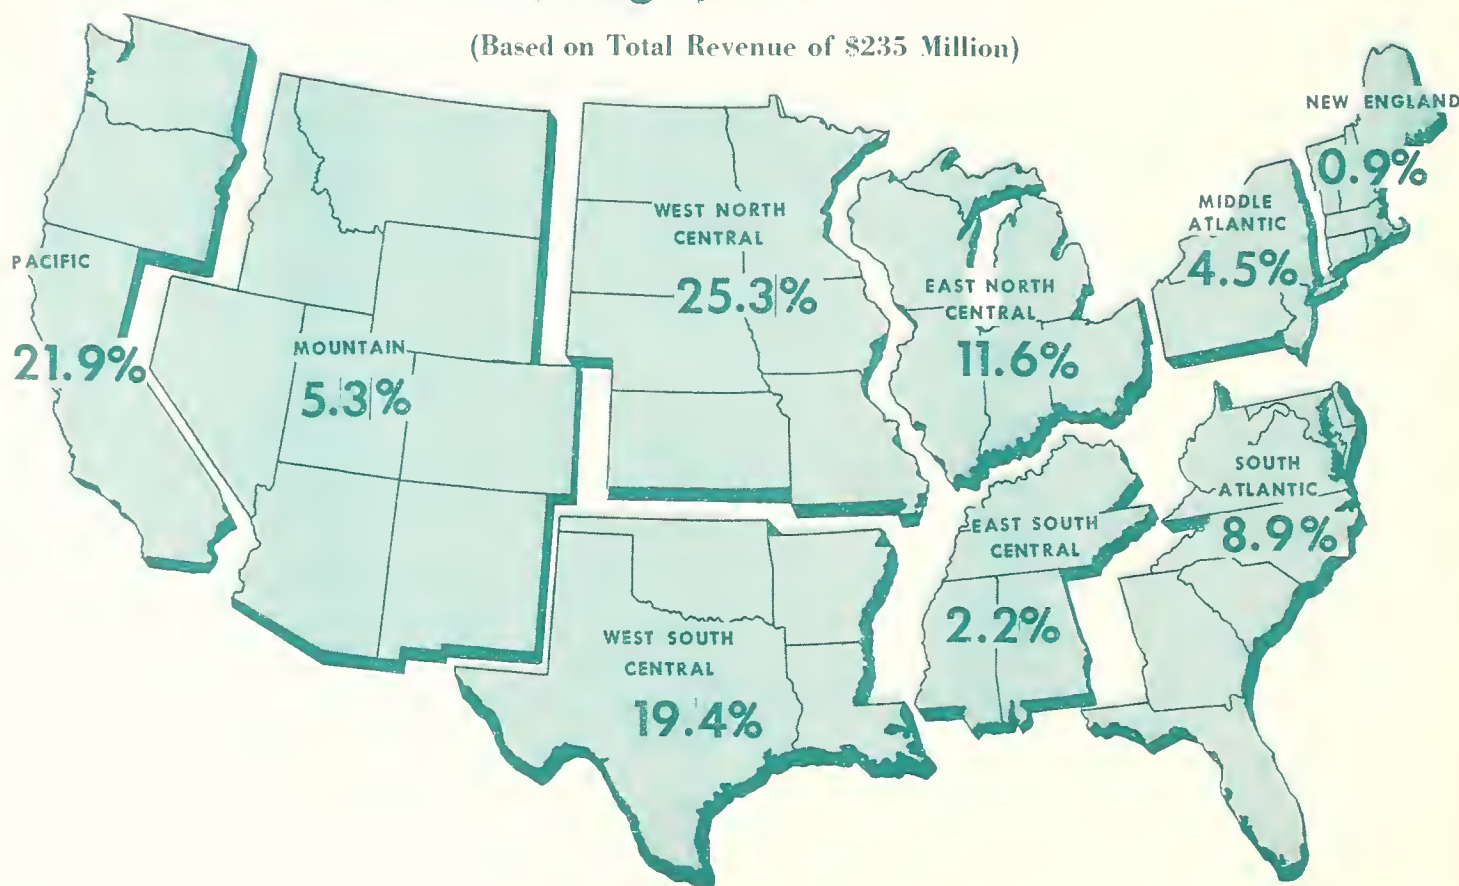 (Based on Total Revenue of $235 Million)
NEW ENGLAND
0.9%
MIDDLE
ATLANTIC
4.5%
WEST NORTH
CENTRAL
25.3%
EAST NORTH
CENTRAL
11.6%
PACIFIC
21.9%
MOUNTAIN
5.3%
SOUTH
ATLANTIC
8.9%
EAST SOUTH
CENTRAL
2.2%
WEST SOUTH
CENTRAL
19.4%